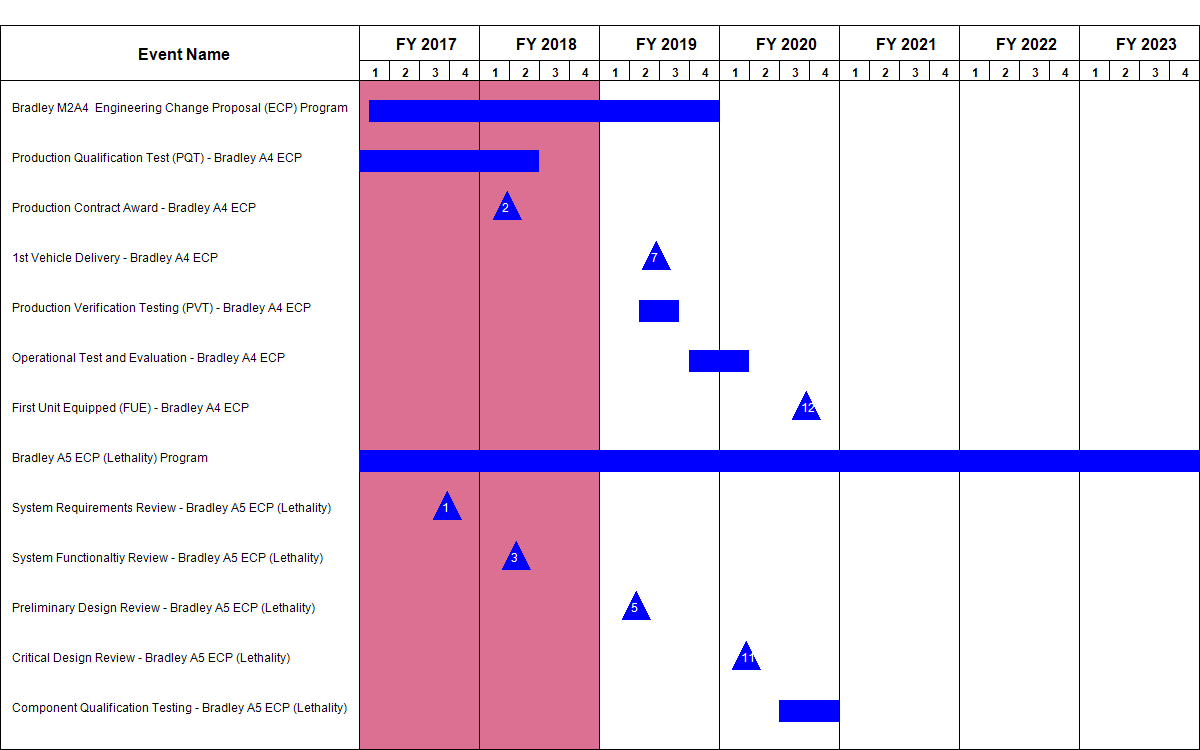 Event Name FY 2017 FY 2018 FY 2019 FY 2020 FY 2021 FY 2022 FY 2023
1 2 3 4 1 2 3 4 1 2 3 4 1 2 3 4 1 2 3 4 1 2 3 4 1 2 3 4
Bradley M2A4  Engineering Change Proposal (ECP) Program
Production Qualification Test (PQT) - Bradley A4 ECP
Production Contract Award - Bradley A4 ECP 2
1st Vehicle Delivery - Bradley A4 ECP 7
Production Verification Testing (PVT) - Bradley A4 ECP
Operational Test and Evaluation - Bradley A4 ECP
First Unit Equipped (FUE) - Bradley A4 ECP 12
Bradley A5 ECP (Lethality) Program
System Requirements Review - Bradley A5 ECP (Lethality) 1
System Functionaltiy Review - Bradley A5 ECP (Lethality) 3
Preliminary Design Review - Bradley A5 ECP (Lethality) 5
Critical Design Review - Bradley A5 ECP (Lethality) 11
Component Qualification Testing - Bradley A5 ECP (Lethality)